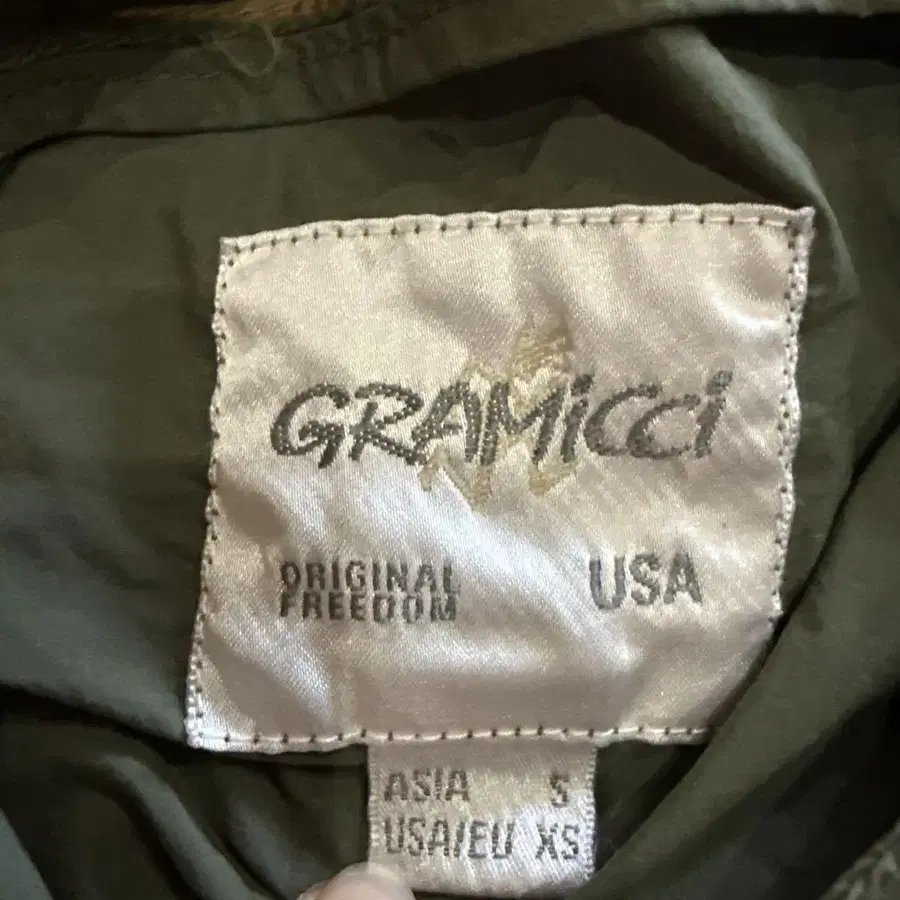 GRAMiCCi
ORIGINAL
FREEDOM
USA
ASIA S
USA/EU XS